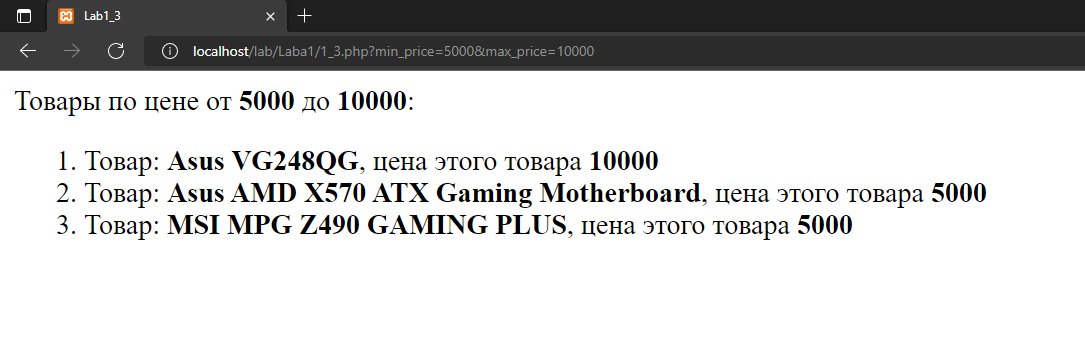 Lab1_3
localhost/lab/Laba1/1_3.php?min_price=5000&max_price=10000
Товары по цене от 5000 до 10000:
1. Товар: Asus VG248QG, цена этого товара 10000
2. Товар: Asus AMD X570 ATX Gaming Motherboard, цена этого товара 5000
3. Товар: MSI MPG Z490 GAMING PLUS, цена этого товара 5000